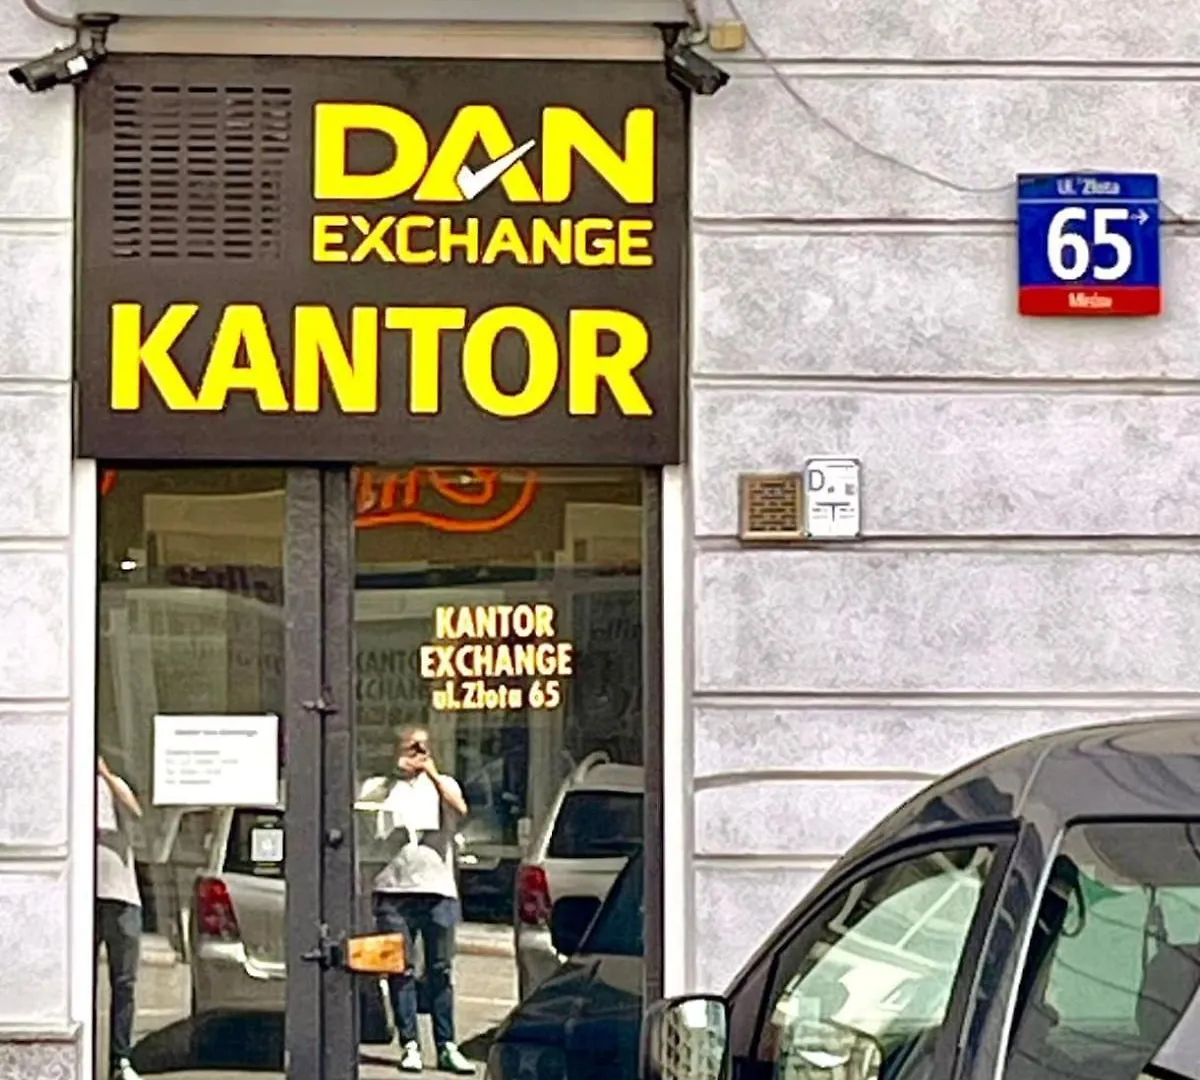 DAN
EXCHANGE
KANTOR
ul. Złota
65
Mirów
KANTOR
EXCHANGE
ul.Złota 65
D